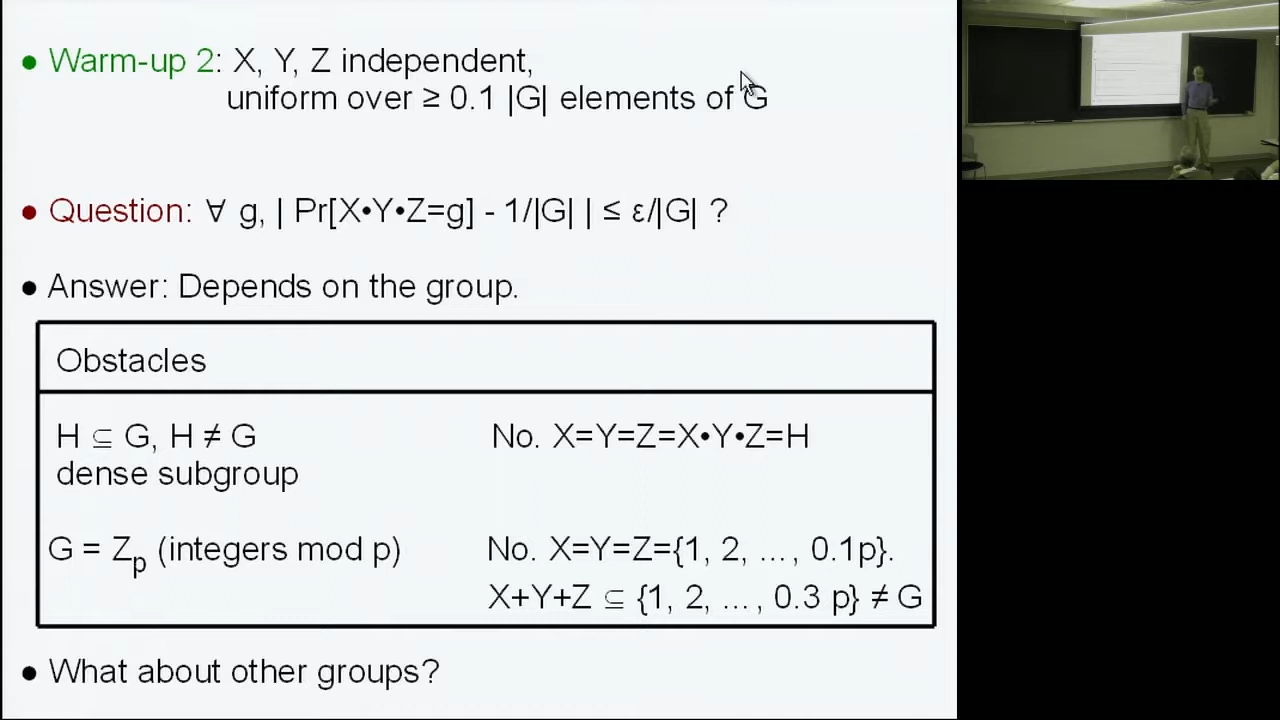 • Warm-up 2: X, Y, Z independent,
uniform over ≥ 0.1 |G| elements of G
• Question: ∀ g, | Pr[X•Y•Z=g] - 1/|G| | ≤ ε/|G| ?
• Answer: Depends on the group.
Obstacles
H ⊆ G, H ≠ G No. X=Y=Z=X•Y•Z=H
dense subgroup
G = Zp (integers mod p) No. X=Y=Z={1, 2, ..., 0.1p}.
X+Y+Z ⊆ {1, 2, ..., 0.3 p} ≠ G
• What about other groups?